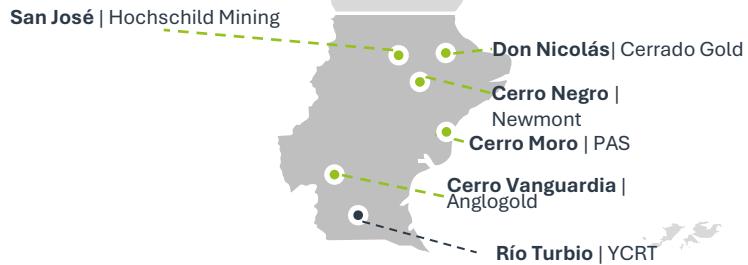 San José | Hochschild Mining
Don Nicolás| Cerrado Gold
Cerro Negro |
Newmont
Cerro Moro | PAS
Cerro Vanguardia |
Anglogold
Río Turbio | YCRT